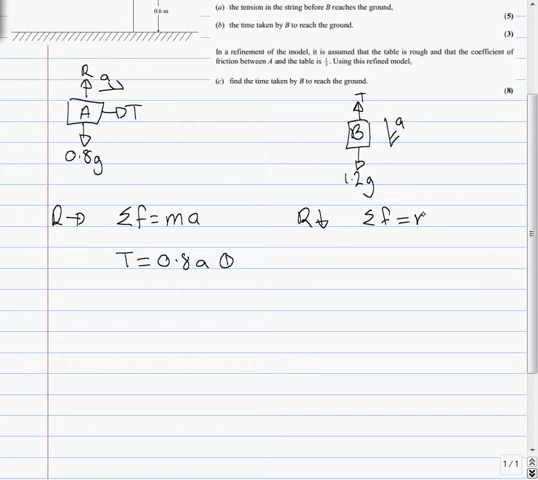 (a) the tension in the string before B reaches the ground,
(5)
0.6 m
(b) the time taken by B to reach the ground.
(3)
In a refinement of the model, it is assumed that the table is rough and that the coefficient of
friction between A and the table is 1/5. Using this refined model,
(c) find the time taken by B to reach the ground.
(8)
R a
A T
0.8g
T
B a
1.2g
R → Σf = ma
R ↓ Σf = r
T = 0.8a ①
1/1